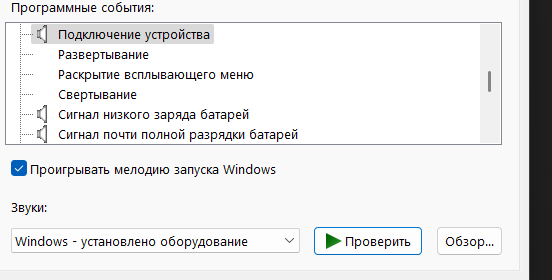 Программные события:
Подключение устройства
Развертывание
Раскрытие всплывающего меню
Свертывание
Сигнал низкого заряда батарей
Сигнал почти полной разрядки батарей
Проигрывать мелодию запуска Windows
Звуки:
Windows - установлено оборудование
Проверить
Обзор...